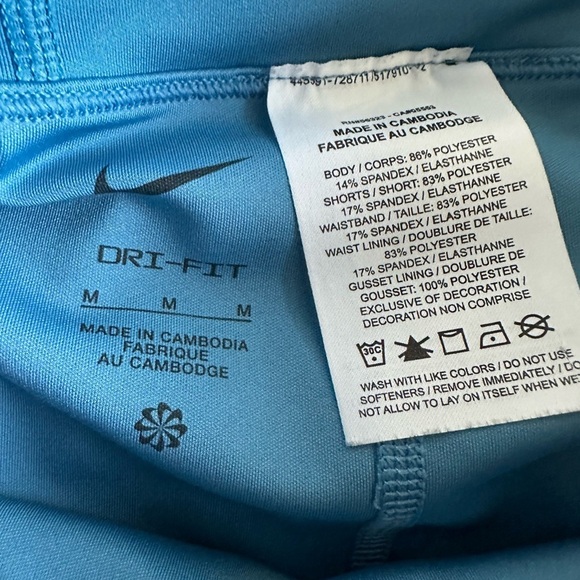 DRI-FIT
M M M
MADE IN CAMBODIA
FABRIQUE
AU CAMBODGE
MADE IN CAMBODIA
FABRIQUE AU CAMBODGE
BODY / CORPS: 86% POLYESTER
14% SPANDEX / ELASTHANNE
SHORTS / SHORT: 83% POLYESTER
17% SPANDEX / ELASTHANNE
WAISTBAND / TAILLE: 83% POLYESTER
17% SPANDEX / ELASTHANNE
WAIST LINING / DOUBLURE DE TAILLE:
83% POLYESTER
17% SPANDEX / ELASTHANNE
GUSSET LINING / DOUBLURE DE
GOUSSET: 100% POLYESTER
EXCLUSIVE OF DECORATION /
DECORATION NON COMPRISE
30C
WASH WITH LIKE COLORS / DO NOT USE
SOFTENERS / REMOVE IMMEDIATELY / DO
NOT ALLOW TO LAY ON ITSELF WHEN WET